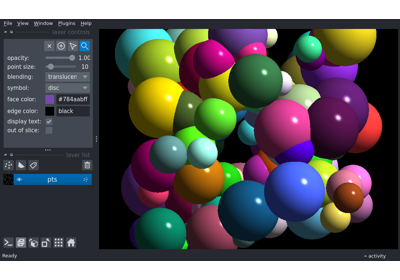 File View Window Plugins Help
layer controls
opacity: 1.00
point size: 10
blending: translucen
symbol: disc
face color: #784aabff
edge color: black
display text:
out of slice:
layer list
pts
Ready
activity